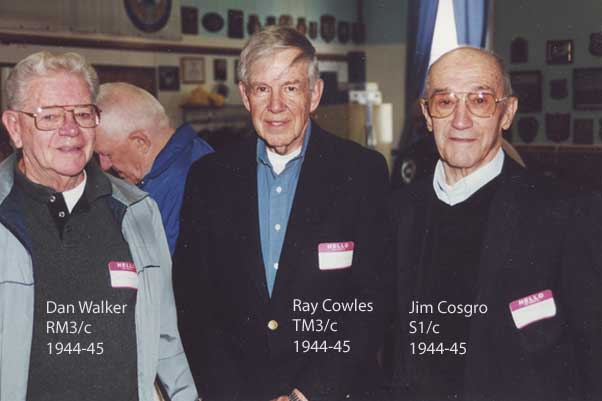 HELLO
HELLO
HELLO
Dan Walker
RM3/c
1944-45
Ray Cowles
TM3/c
1944-45
Jim Cosgro
S1/c
1944-45